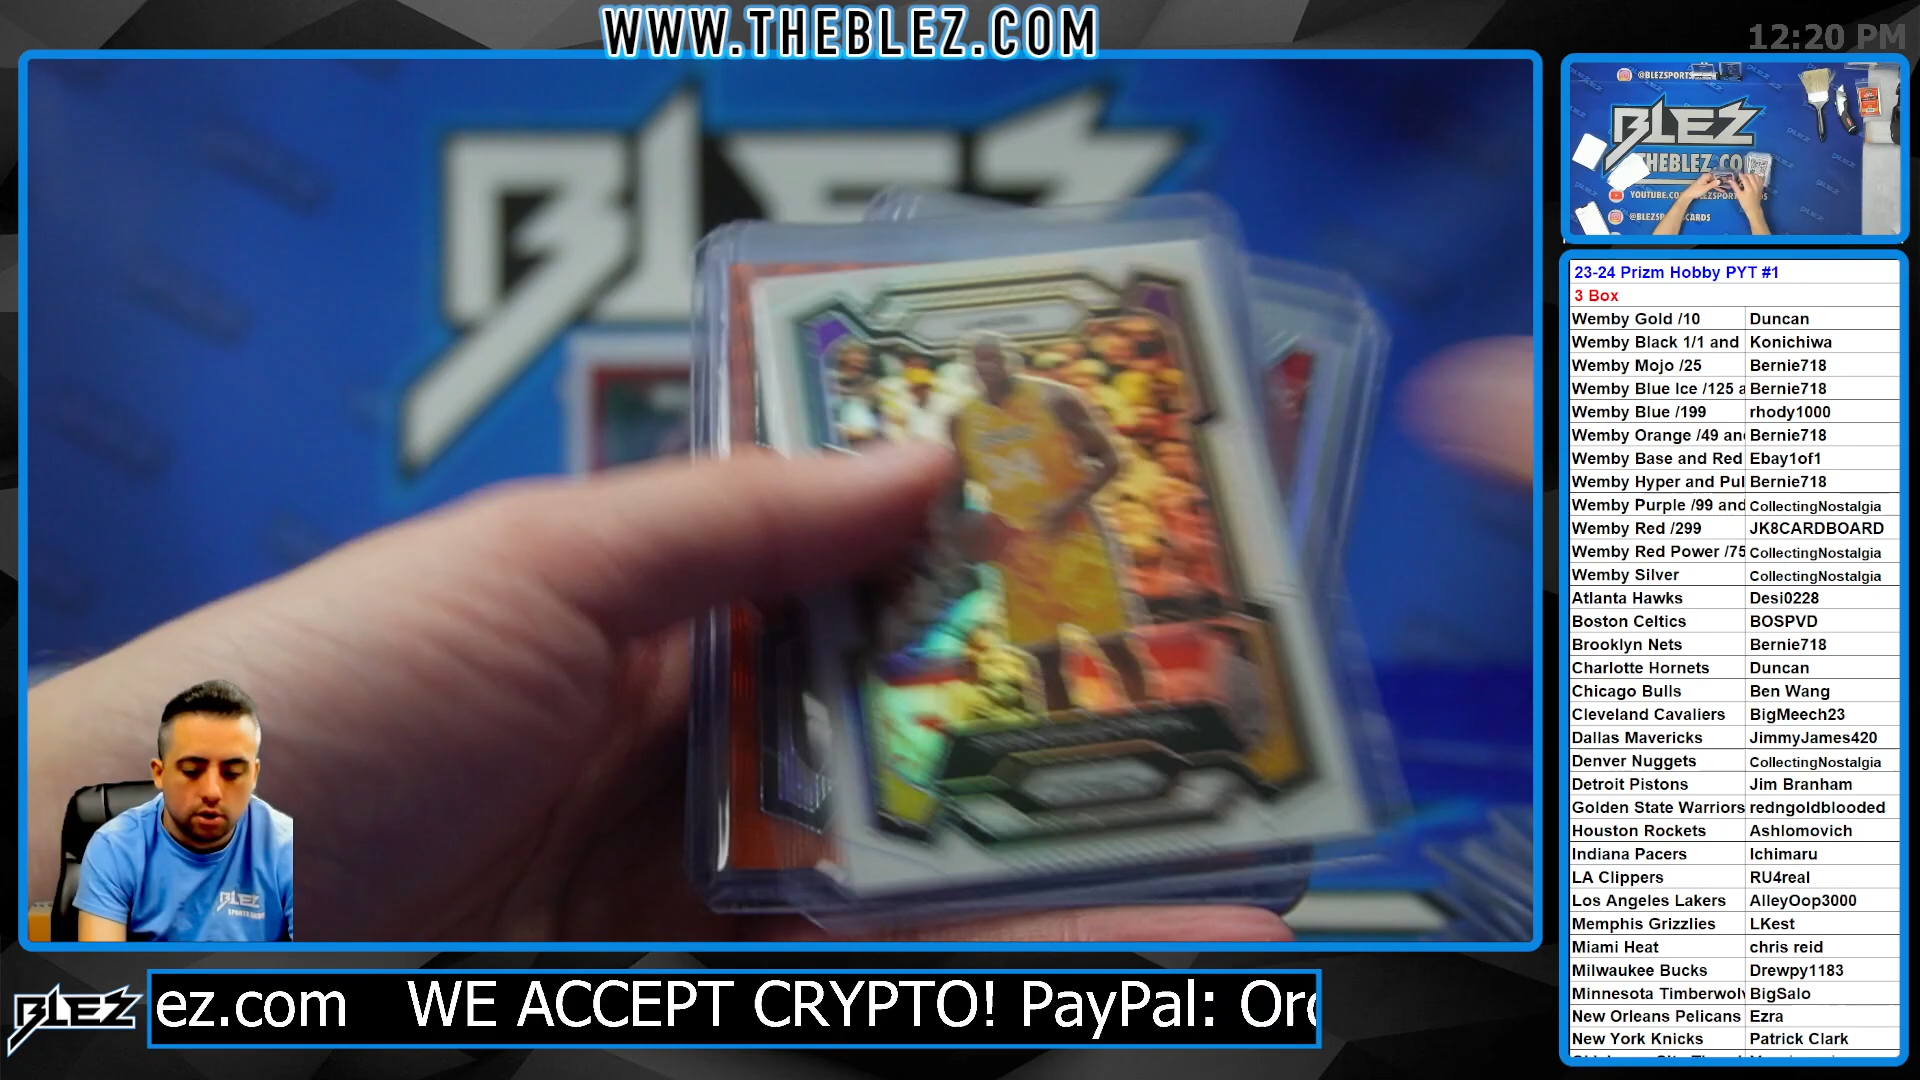 WWW.THEBLEZ.COM
12:20 PM
BLEZ
@BLEZSPORTS
BLEZ
THEBLEZ.CO
@BLEZSP CARDS
23-24 Prizm Hobby PYT #1
3 Box
Wemby Gold /10 Duncan
Wemby Black 1/1 and Konichiwa
Wemby Mojo /25 Bernie718
Wemby Blue Ice /125 a Bernie718
Wemby Blue /199 rhody1000
Wemby Orange /49 an Bernie718
Wemby Base and Red Ebay1of1
Wemby Hyper and Pul Bernie718
Wemby Purple /99 and CollectingNostalgia
Wemby Red /299 JK8CARDBOARD
Wemby Red Power /75 CollectingNostalgia
Wemby Silver CollectingNostalgia
Atlanta Hawks Desi0228
Boston Celtics BOSPVD
Brooklyn Nets Bernie718
Charlotte Hornets Duncan
Chicago Bulls Ben Wang
Cleveland Cavaliers BigMeech23
Dallas Mavericks JimmyJames420
Denver Nuggets CollectingNostalgia
Detroit Pistons Jim Branham
Golden State Warriors redngoldblooded
Houston Rockets Ashlomovich
Indiana Pacers Ichimaru
LA Clippers RU4real
Los Angeles Lakers AlleyOop3000
Memphis Grizzlies LKest
Miami Heat chris reid
Milwaukee Bucks Drewpy1183
Minnesota Timberwol BigSalo
New Orleans Pelicans Ezra
New York Knicks Patrick Clark
BLEZ
BLEZ
ez.com WE ACCEPT CRYPTO! PayPal: Or